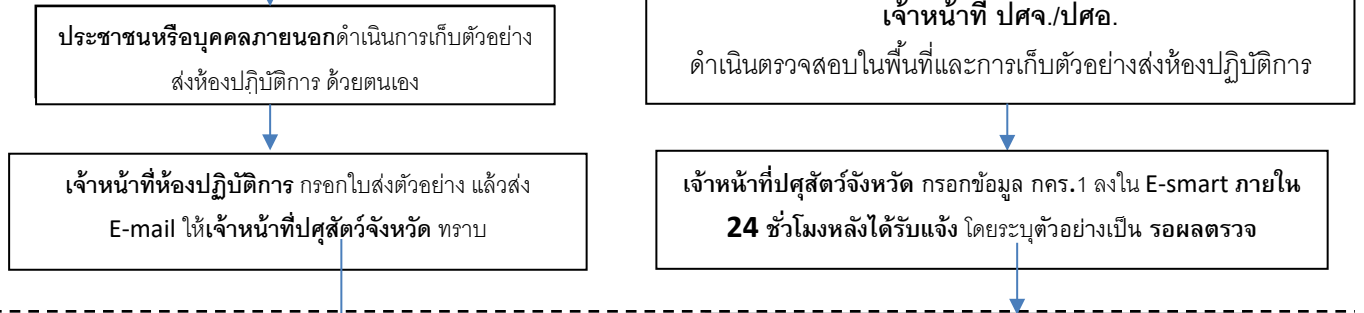 ประชาชนหรือบุคคลภายนอกดำเนินการเก็บตัวอย่าง
ส่งห้องปฏิบัติการ ด้วยตนเอง
เจ้าหน้าที่ ปศจ./ปศอ.
ดำเนินตรวจสอบในพื้นที่และการเก็บตัวอย่างส่งห้องปฏิบัติการ
เจ้าหน้าที่ห้องปฏิบัติการ กรอกใบส่งตัวอย่าง แล้วส่ง
E-mail ให้เจ้าหน้าที่ปศุสัตว์จังหวัด ทราบ
เจ้าหน้าที่ปศุสัตว์จังหวัด กรอกข้อมูล กคร.1 ลงใน E-smart ภายใน
24 ชั่วโมงหลังได้รับแจ้ง โดยระบุตัวอย่างเป็น รอผลตรวจ